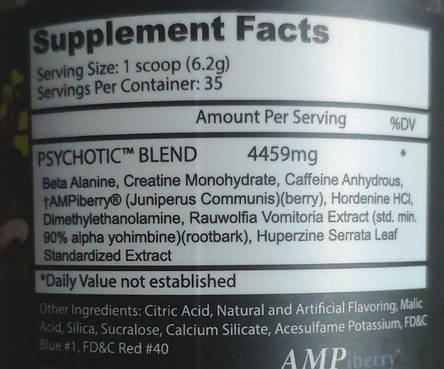 Supplement Facts
Serving Size: 1 scoop (6.2g)
Servings Per Container: 35
Amount Per Serving %DV
PSYCHOTIC™ BLEND 4459mg *
Beta Alanine, Creatine Monohydrate, Caffeine Anhydrous,
†AMPiberry® (Juniperus Communis)(berry), Hordenine HCl,
Dimethylethanolamine, Rauwolfia Vomitoria Extract (std. min.
90% alpha yohimbine)(rootbark), Huperzine Serrata Leaf
Standardized Extract
*Daily Value not established
Other Ingredients: Citric Acid, Natural and Artificial Flavoring, Malic
Acid, Silica, Sucralose, Calcium Silicate, Acesulfame Potassium, FD&C
Blue #1, FD&C Red #40
AMPiberry